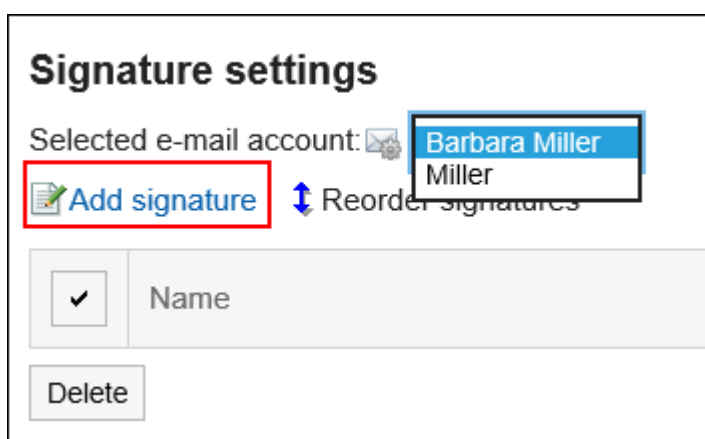 Signature settings
Selected e-mail account: Barbara Miller
Miller
Add signature Reorder signatures
Name
Delete